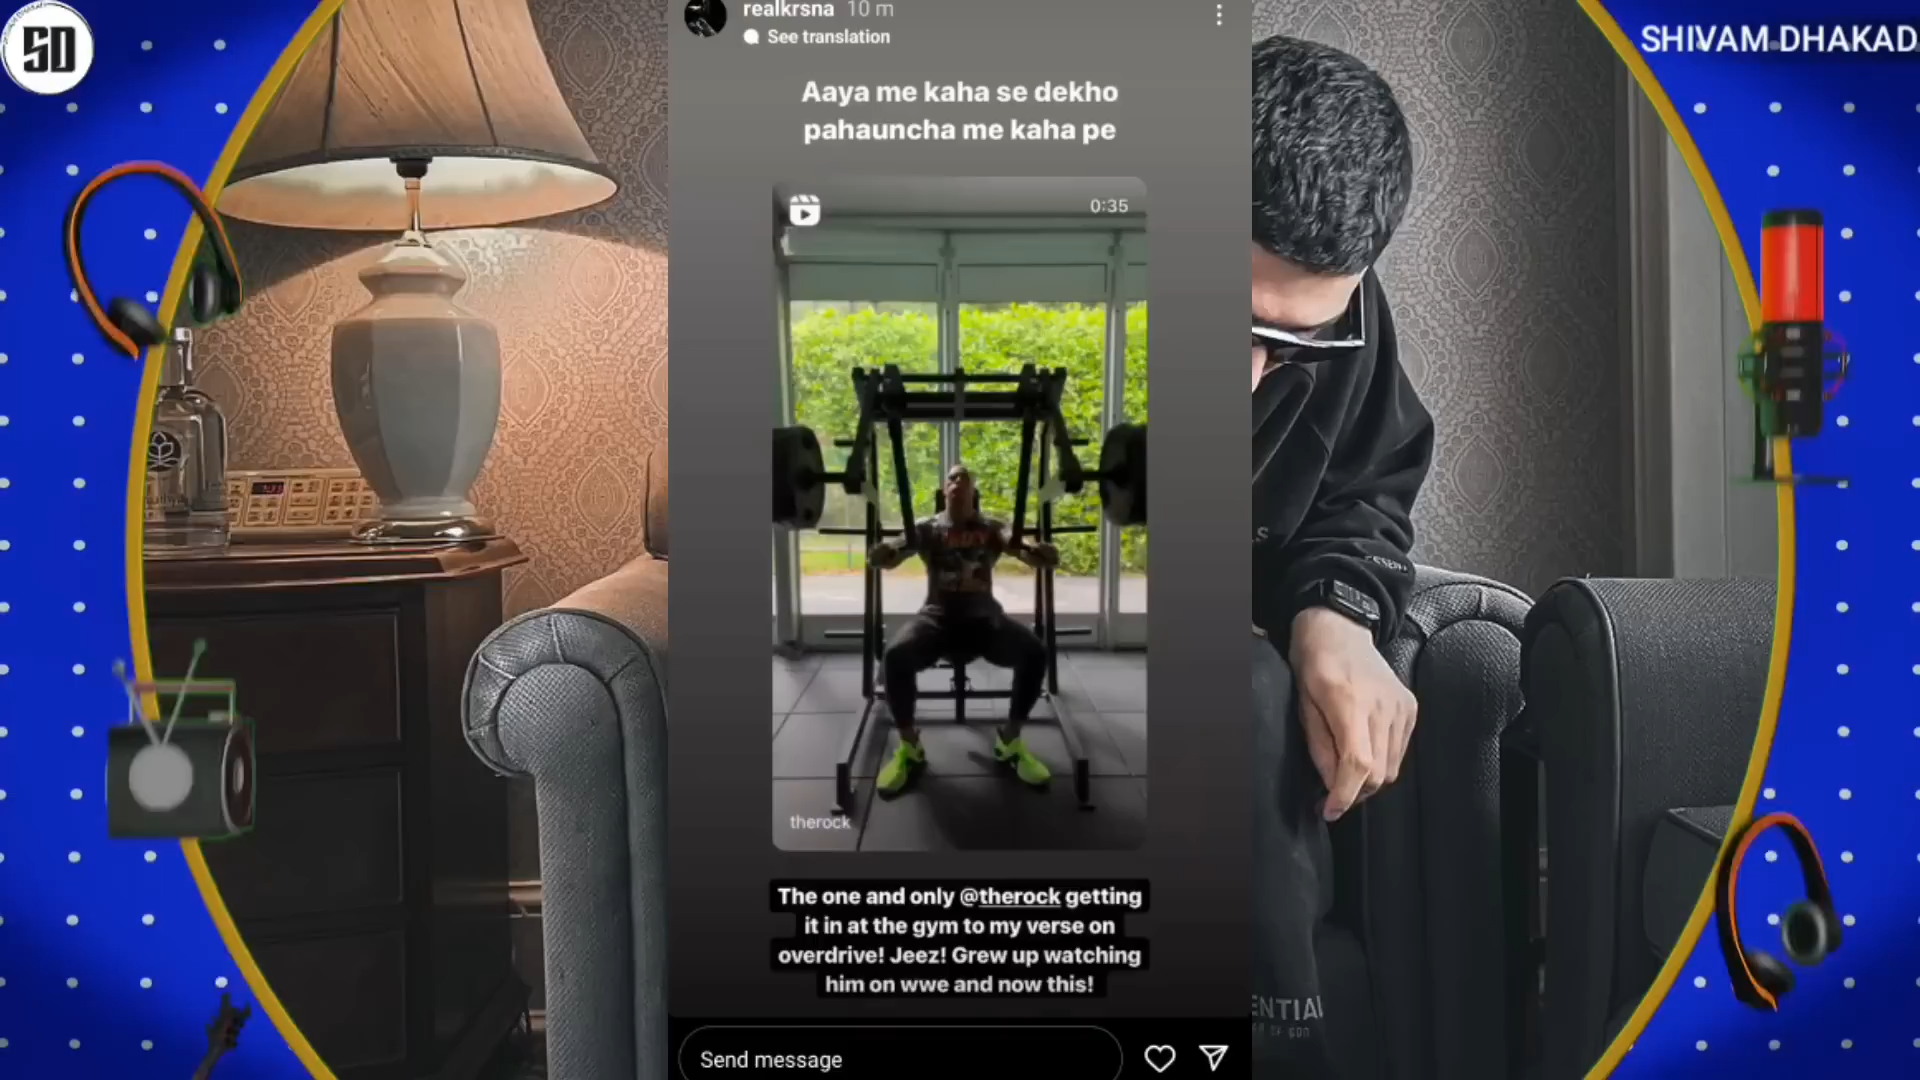 SD
SHIVAM DHAKAD
realkrsna 10 m
See translation
Aaya me kaha se dekho
pahauncha me kaha pe
0:35
therock
The one and only @therock getting
it in at the gym to my verse on
overdrive! Jeez! Grew up watching
him on wwe and now this!
ENTIAL
Send message